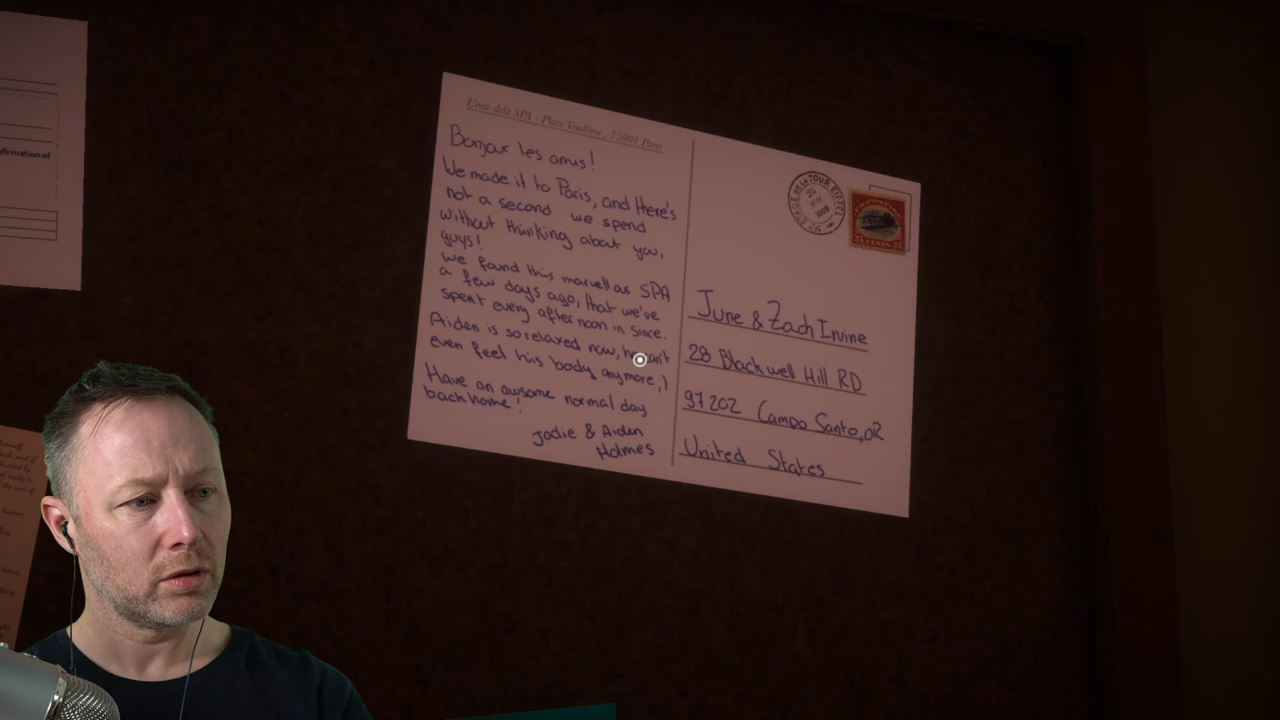 firmation of
L'eau-delà SPA - Place Vendôme, 75001 Paris
Bonjour les amis!
We made it to Paris, and there's
not a second we spend
without thinking about you,
guys!
we found this marvellous SPA
a few days ago, that we've
spent every afternoon in since.
Aiden is so relaxed now, he can't
even feel his body anymore ;)
Have an awsome normal day
back home!
Jodie & Aiden
Holmes
June & Zach Irvine
28 Blackwell Hill RD
97202 Campo Santo, OR
United States